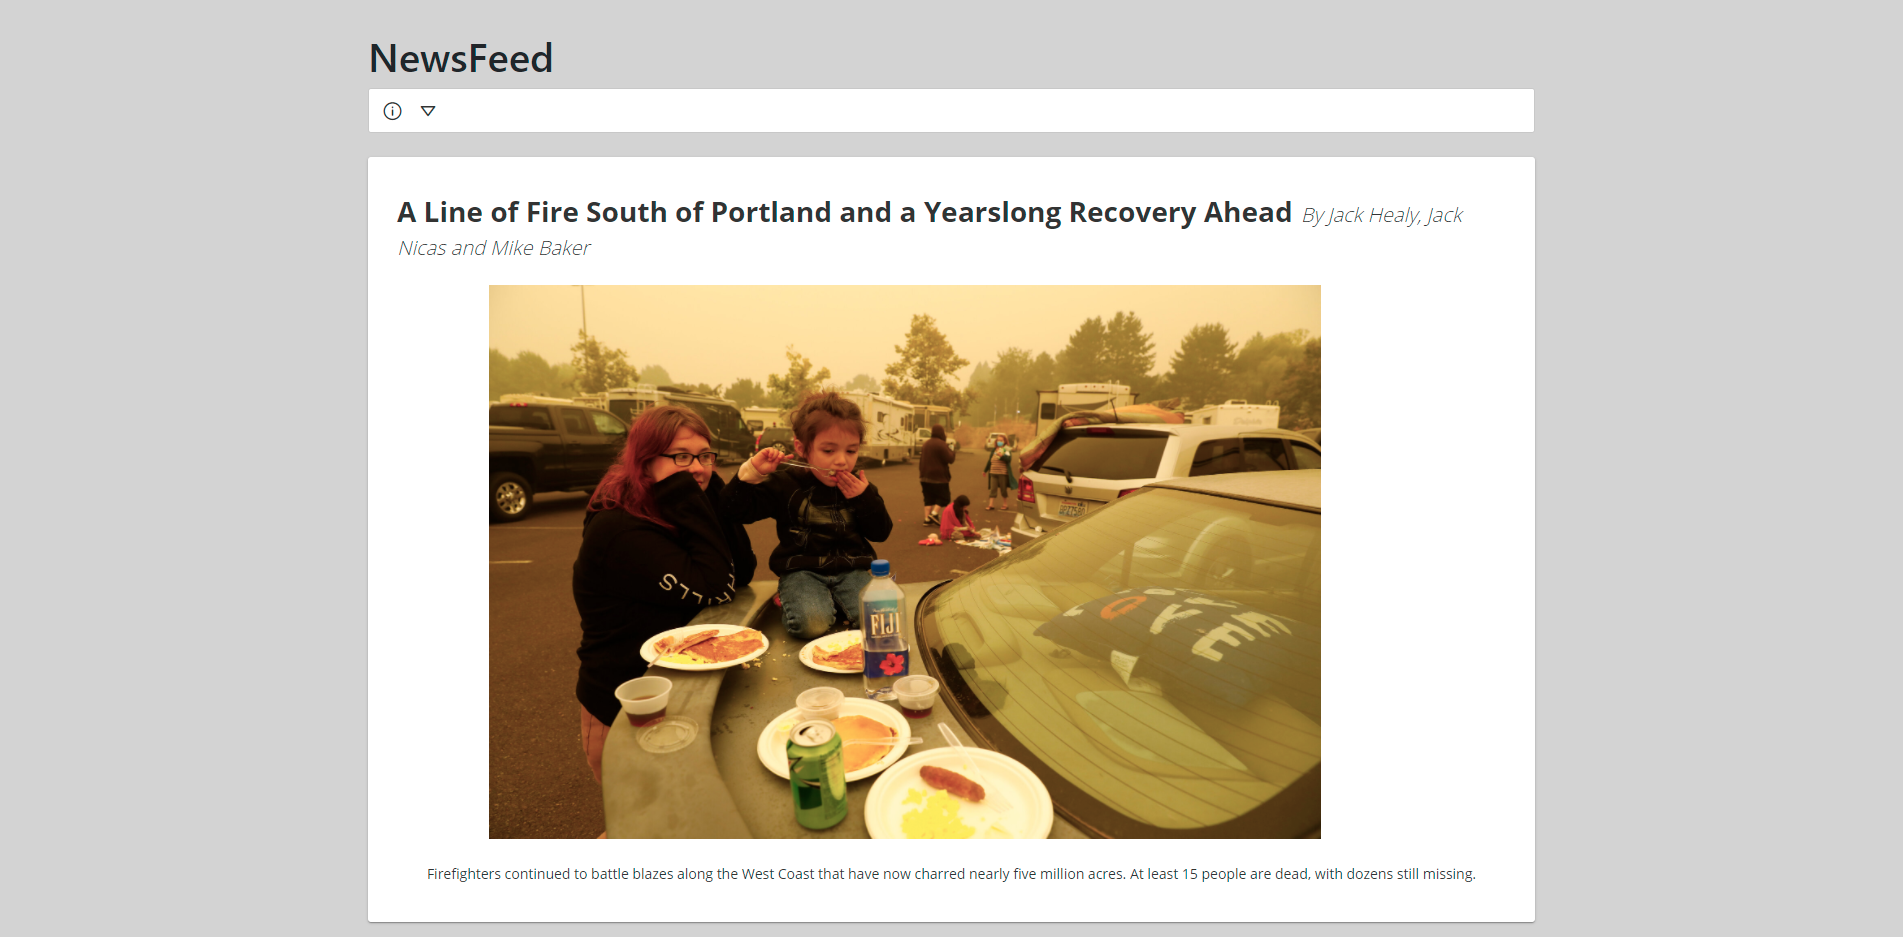 NewsFeed
A Line of Fire South of Portland and a Yearslong Recovery Ahead By Jack Healy, Jack
Nicas and Mike Baker
FIJI
Firefighters continued to battle blazes along the West Coast that have now charred nearly five million acres. At least 15 people are dead, with dozens still missing.